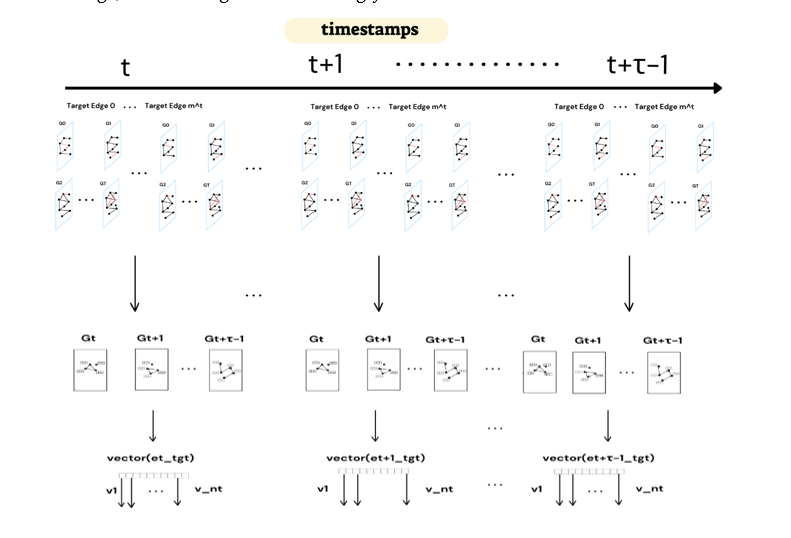 timestamps
t t+1 t+τ-1
Target Edge 0 ... Target Edge m^t Target Edge 0 ... Target Edge m^t Target Edge 0 ... Target Edge m^t
G0 G1 G0 G1 G0 G1 G0 G1 G0 G1 G0 G1
G2 GT G2 GT G2 GT G2 GT G2 GT G2 GT
Gt Gt+1 Gt+τ-1 Gt Gt+1 Gt+τ-1 Gt Gt+1 Gt+τ-1
vector(et_tgt) vector(et+1_tgt) vector(et+τ-1_tgt)
v1 ... v_nt v1 v_nt ... v1 ... v_nt